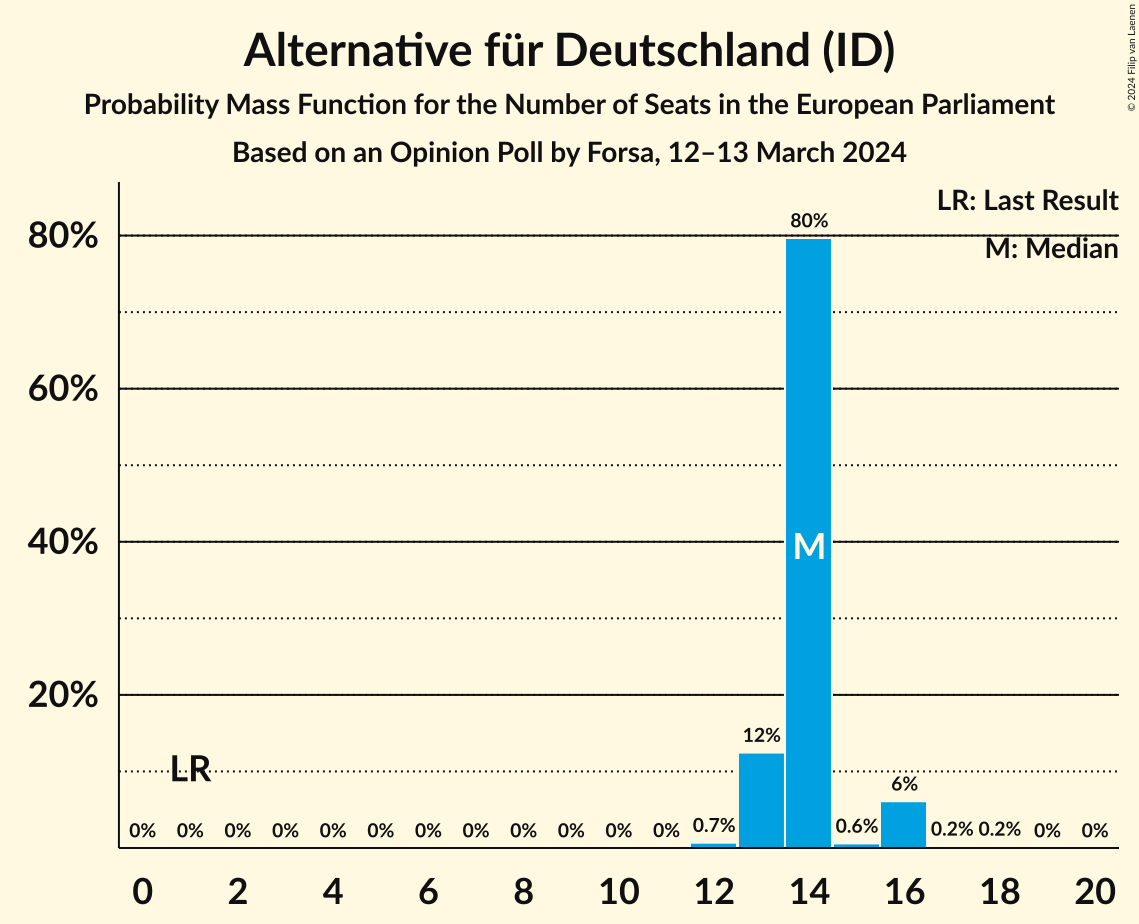 Alternative für Deutschland (ID)
Probability Mass Function for the Number of Seats in the European Parliament
Based on an Opinion Poll by Forsa, 12–13 March 2024
© 2024 Filip van Laenen
LR: Last Result
M: Median
80%
60%
40%
20%
LR
M
0% 0% 0% 0% 0% 0% 0% 0% 0% 0% 0% 0% 0.7% 12% 80% 0.6% 6% 0.2% 0.2% 0% 0%
0 2 4 6 8 10 12 14 16 18 20